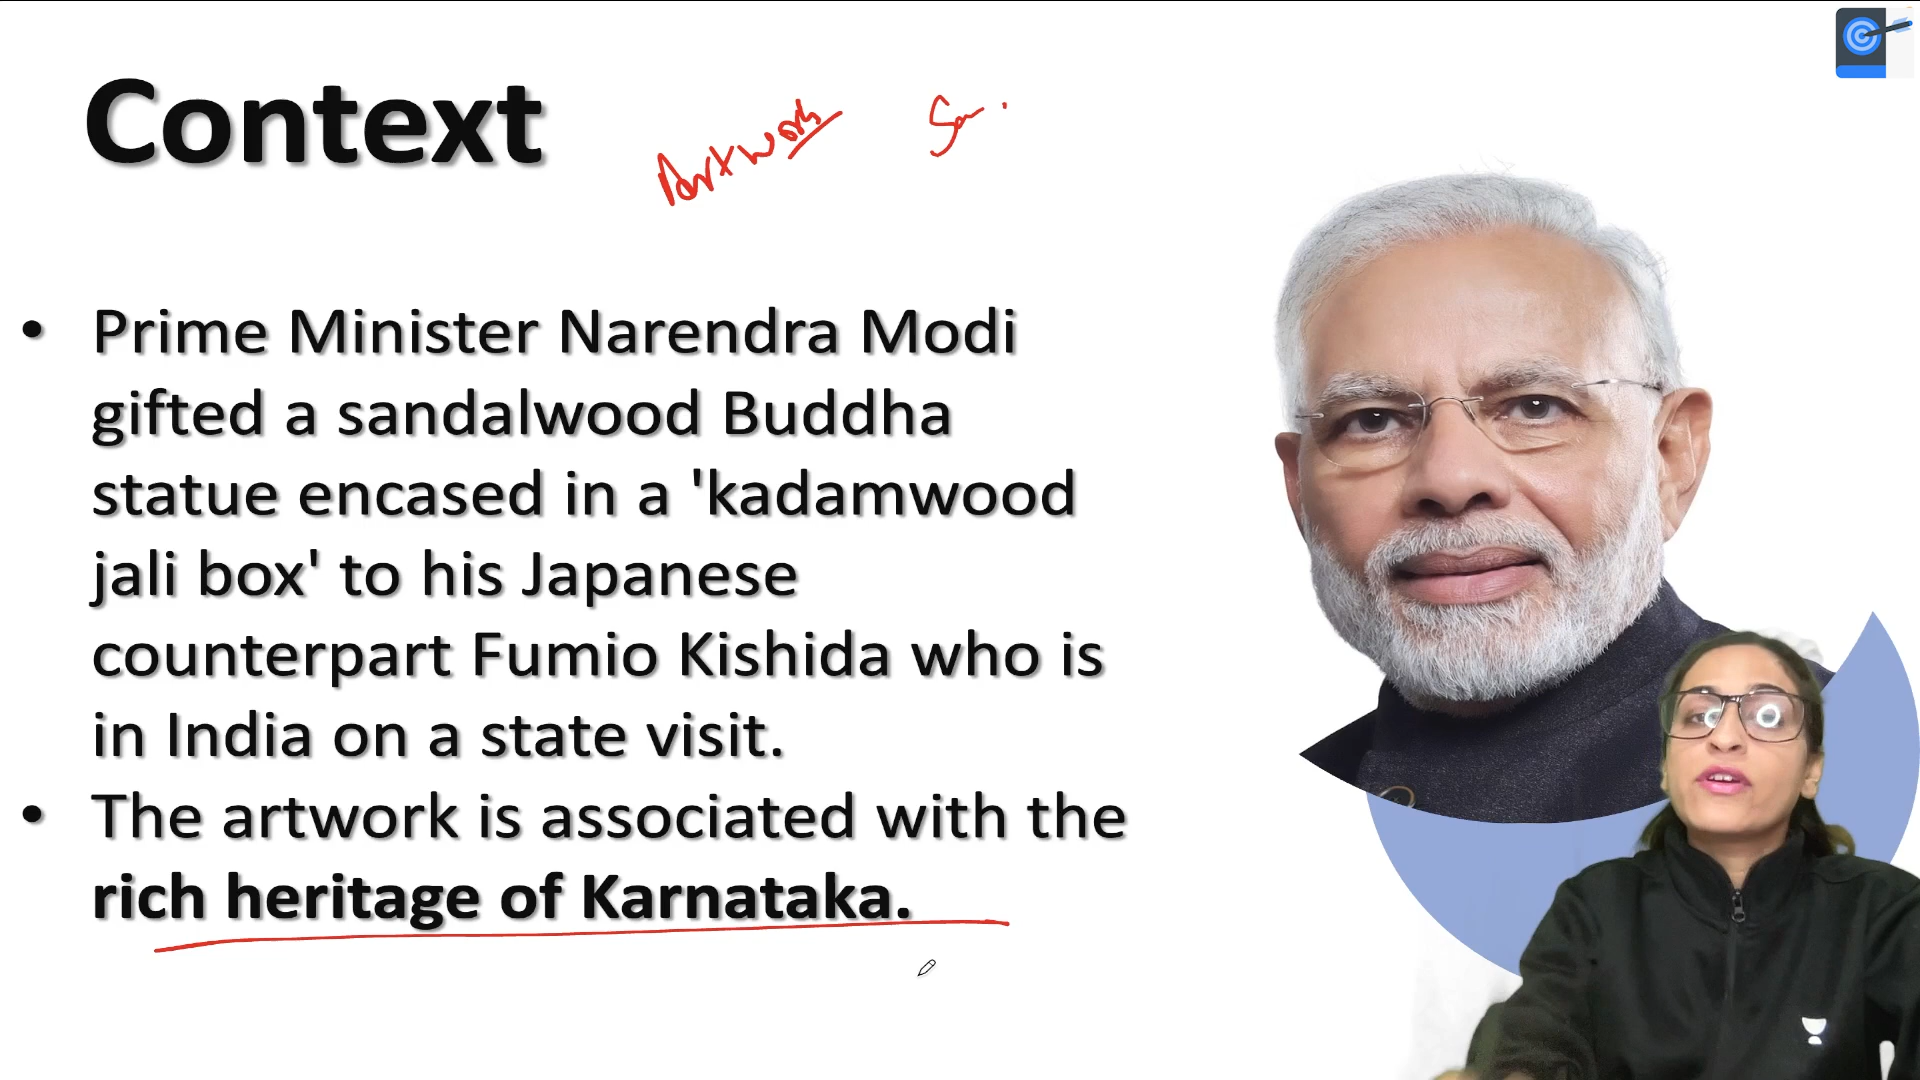 Context
Artwork
• Prime Minister Narendra Modi
gifted a sandalwood Buddha
statue encased in a 'kadamwood
jali box' to his Japanese
counterpart Fumio Kishida who is
in India on a state visit.
• The artwork is associated with the
rich heritage of Karnataka.